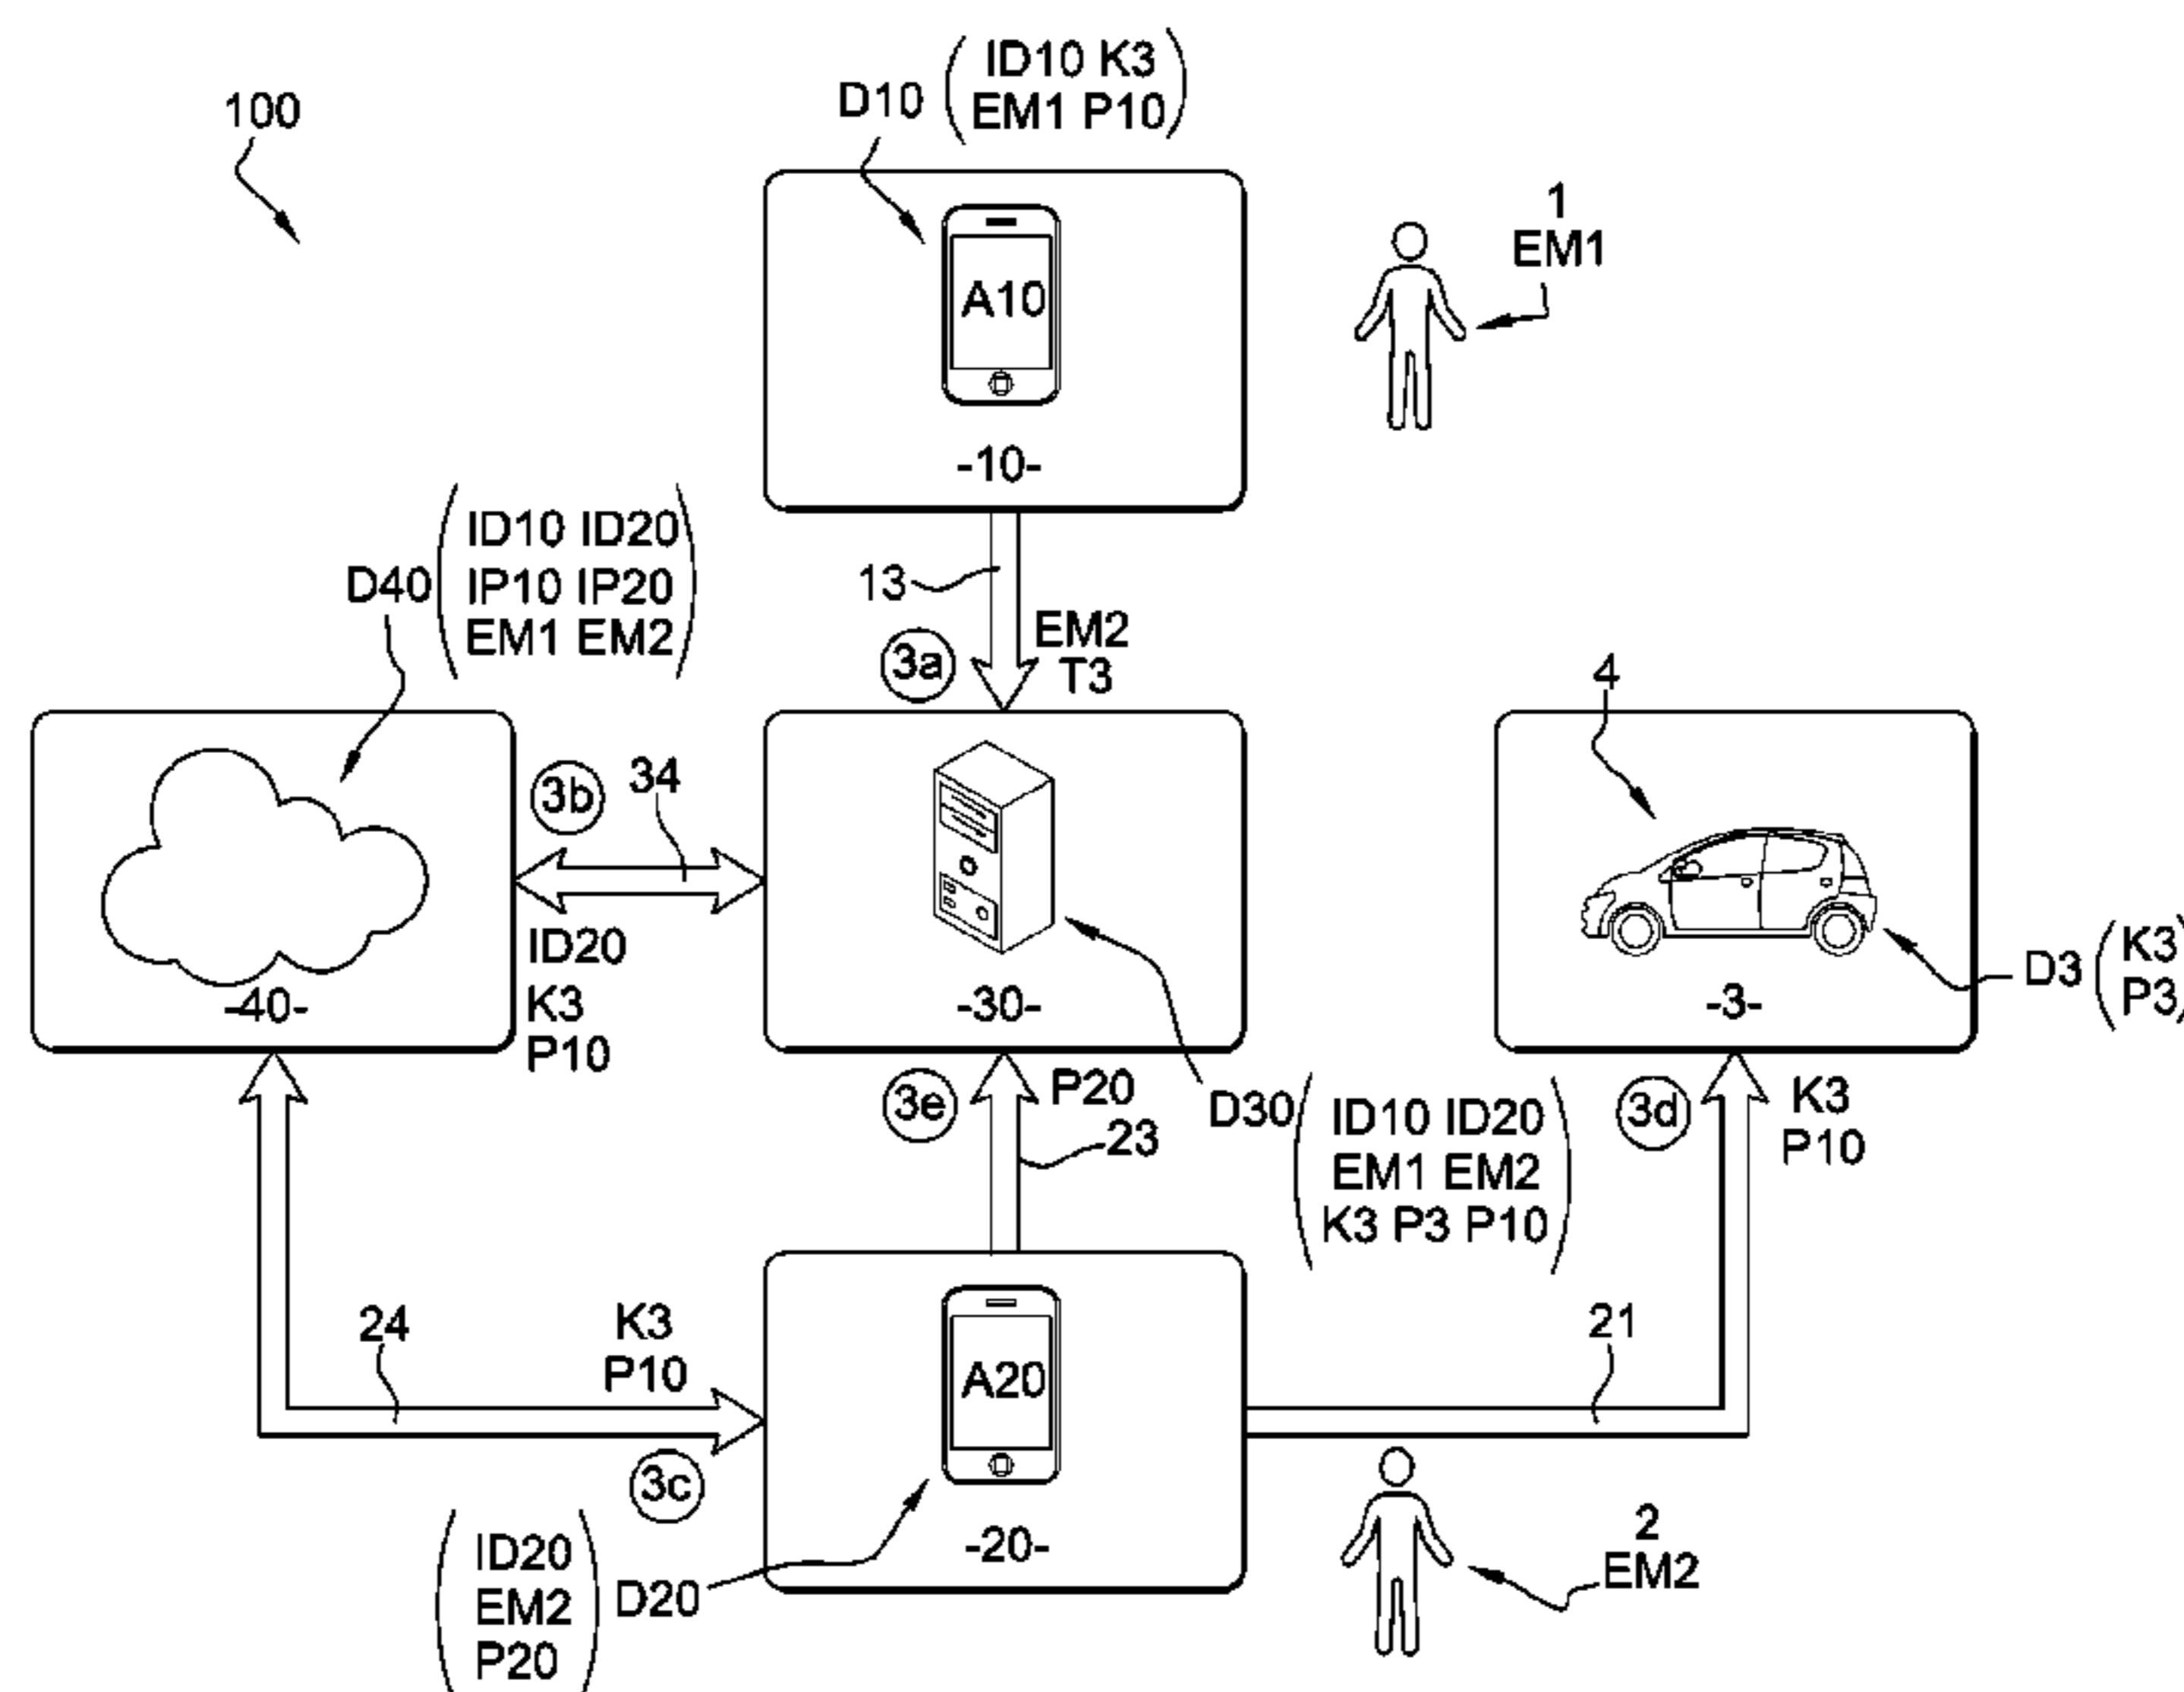 100
D10
ID10 K3
EM1 P10
A10
-10-
1
EM1
13
3a
EM2
T3
D40
ID10 ID20
IP10 IP20
EM1 EM2
-40-
3b
34
ID20
K3
P10
-30-
4
-3-
D3
K3
P3
3e
P20
23
D30
ID10 ID20
EM1 EM2
K3 P3 P10
3d
K3
P10
24
K3
P10
3c
A20
-20-
21
ID20
EM2
P20
D20
2
EM2